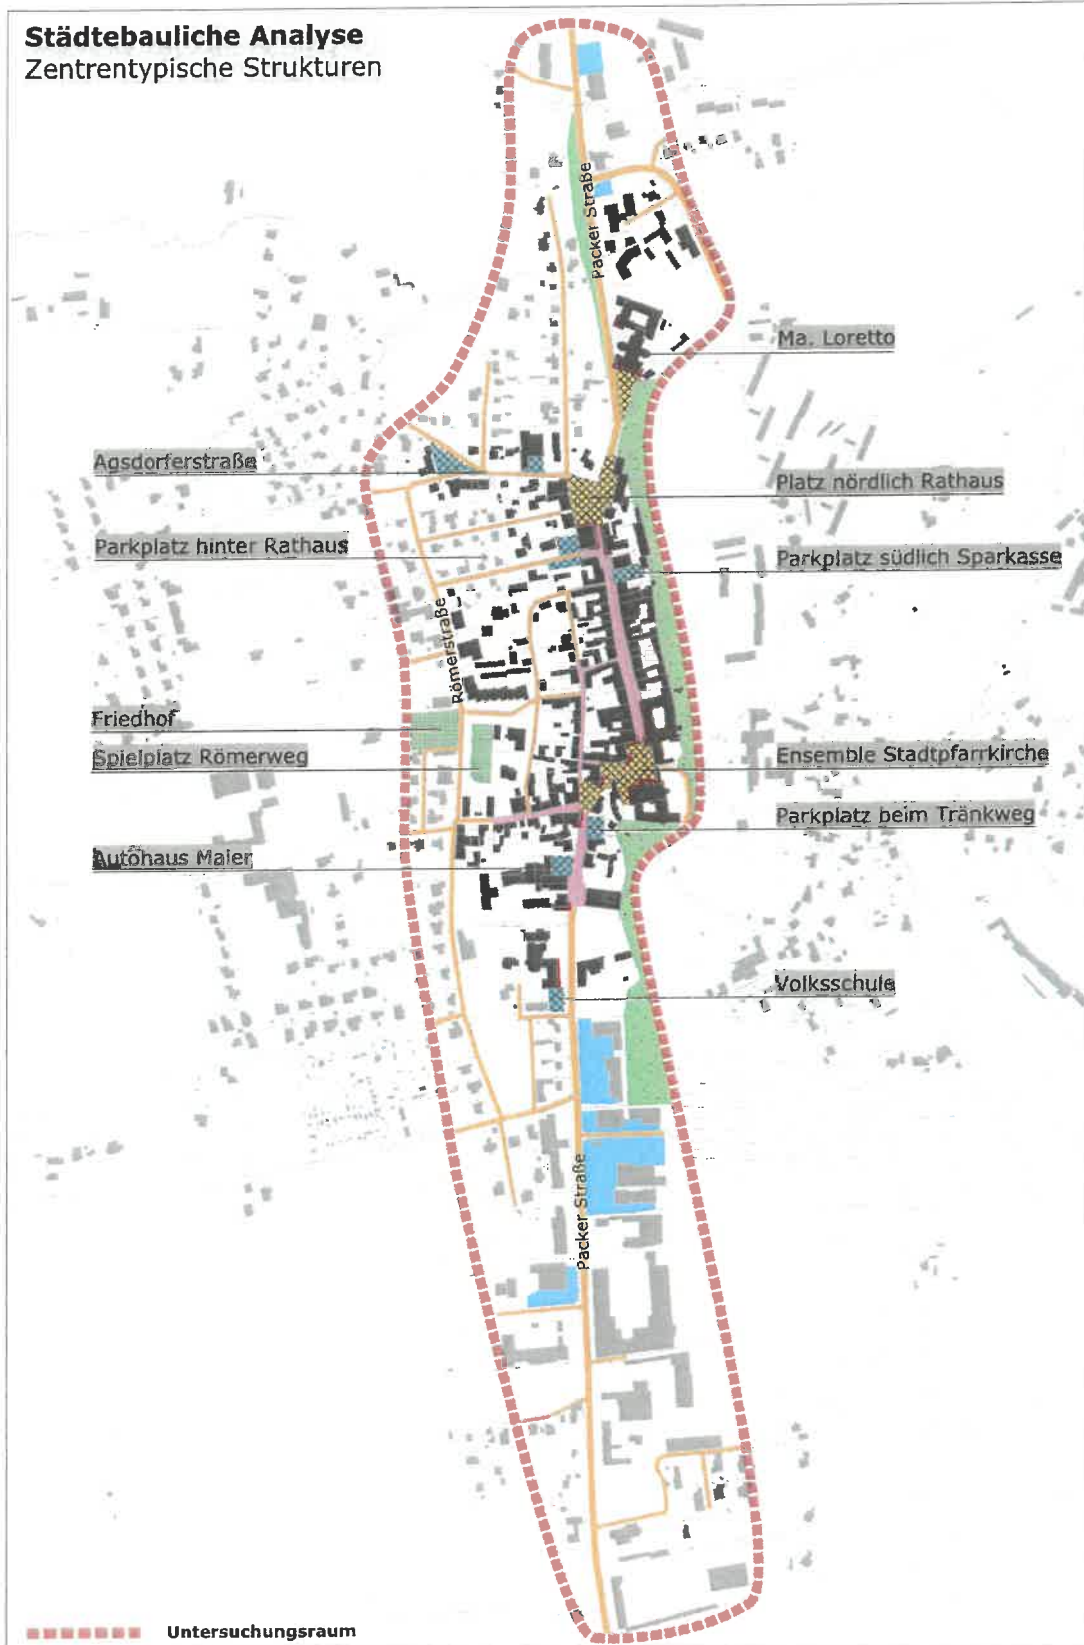 Städtebauliche Analyse
Zentrentypische Strukturen
Packer Straße
Ma. Loretto
Agsdorferstraße
Platz nördlich Rathaus
Parkplatz hinter Rathaus
Parkplatz südlich Sparkasse
Römerstraße
Friedhof
Spielplatz Römerweg
Ensemble Stadtpfarrkirche
Parkplatz beim Tränkweg
Autohaus Maier
Volksschule
Packer Straße
Untersuchungsraum